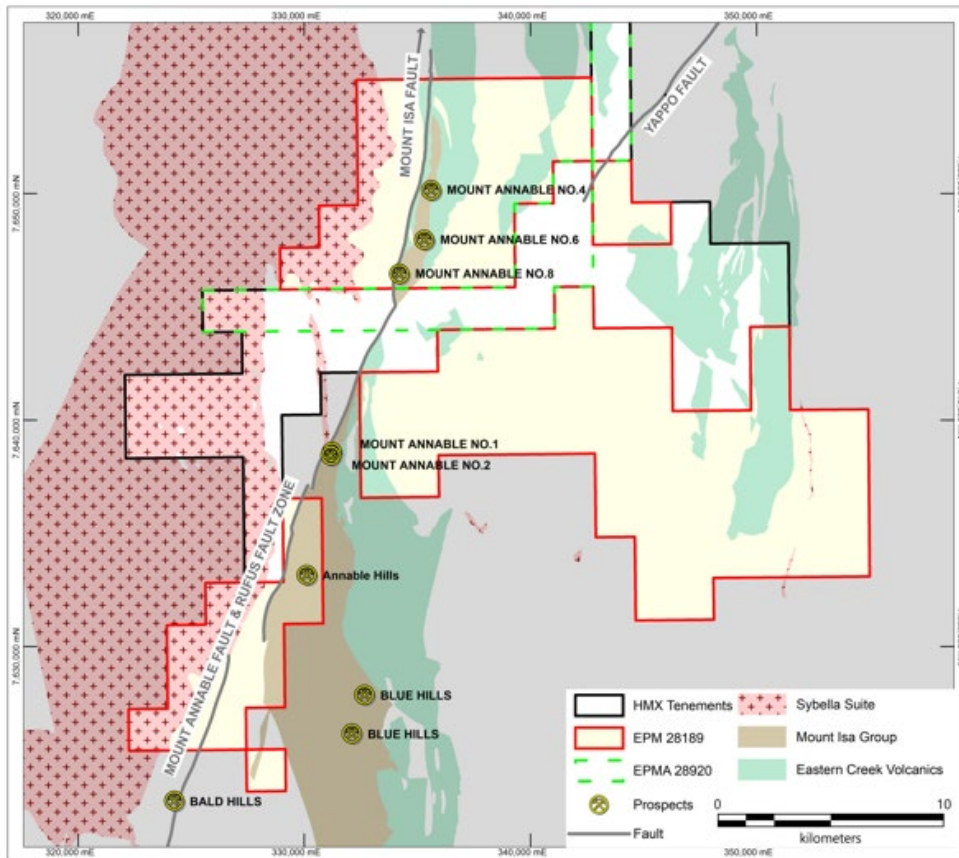 320,000 mE
330,000 mE
340,000 mE
350,000 mE
MOUNT ISA FAULT
YAPPO FAULT
7,650,000 mN
MOUNT ANNABLE NO.4
MOUNT ANNABLE NO.6
MOUNT ANNABLE NO.8
7,640,000 mN
MOUNT ANNABLE NO.1
MOUNT ANNABLE NO.2
MOUNT ANNABLE FAULT & RUFUS FAULT ZONE
Annable Hills
7,630,000 mN
BLUE HILLS
BLUE HILLS
BALD HILLS
HMX Tenements
Sybella Suite
EPM 28189
Mount Isa Group
EPMA 28920
Eastern Creek Volcanics
Prospects
0 10
Fault
kilometers
320,000 mE
330,000 mE
340,000 mE
350,000 mE